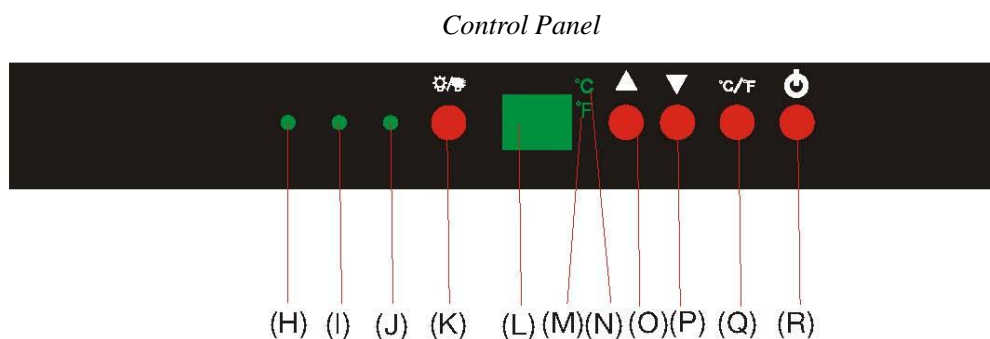 Control Panel
°C ▲ ▼ °C/°F
°F
(H) (I) (J) (K) (L) (M) (N) (O) (P) (Q) (R)